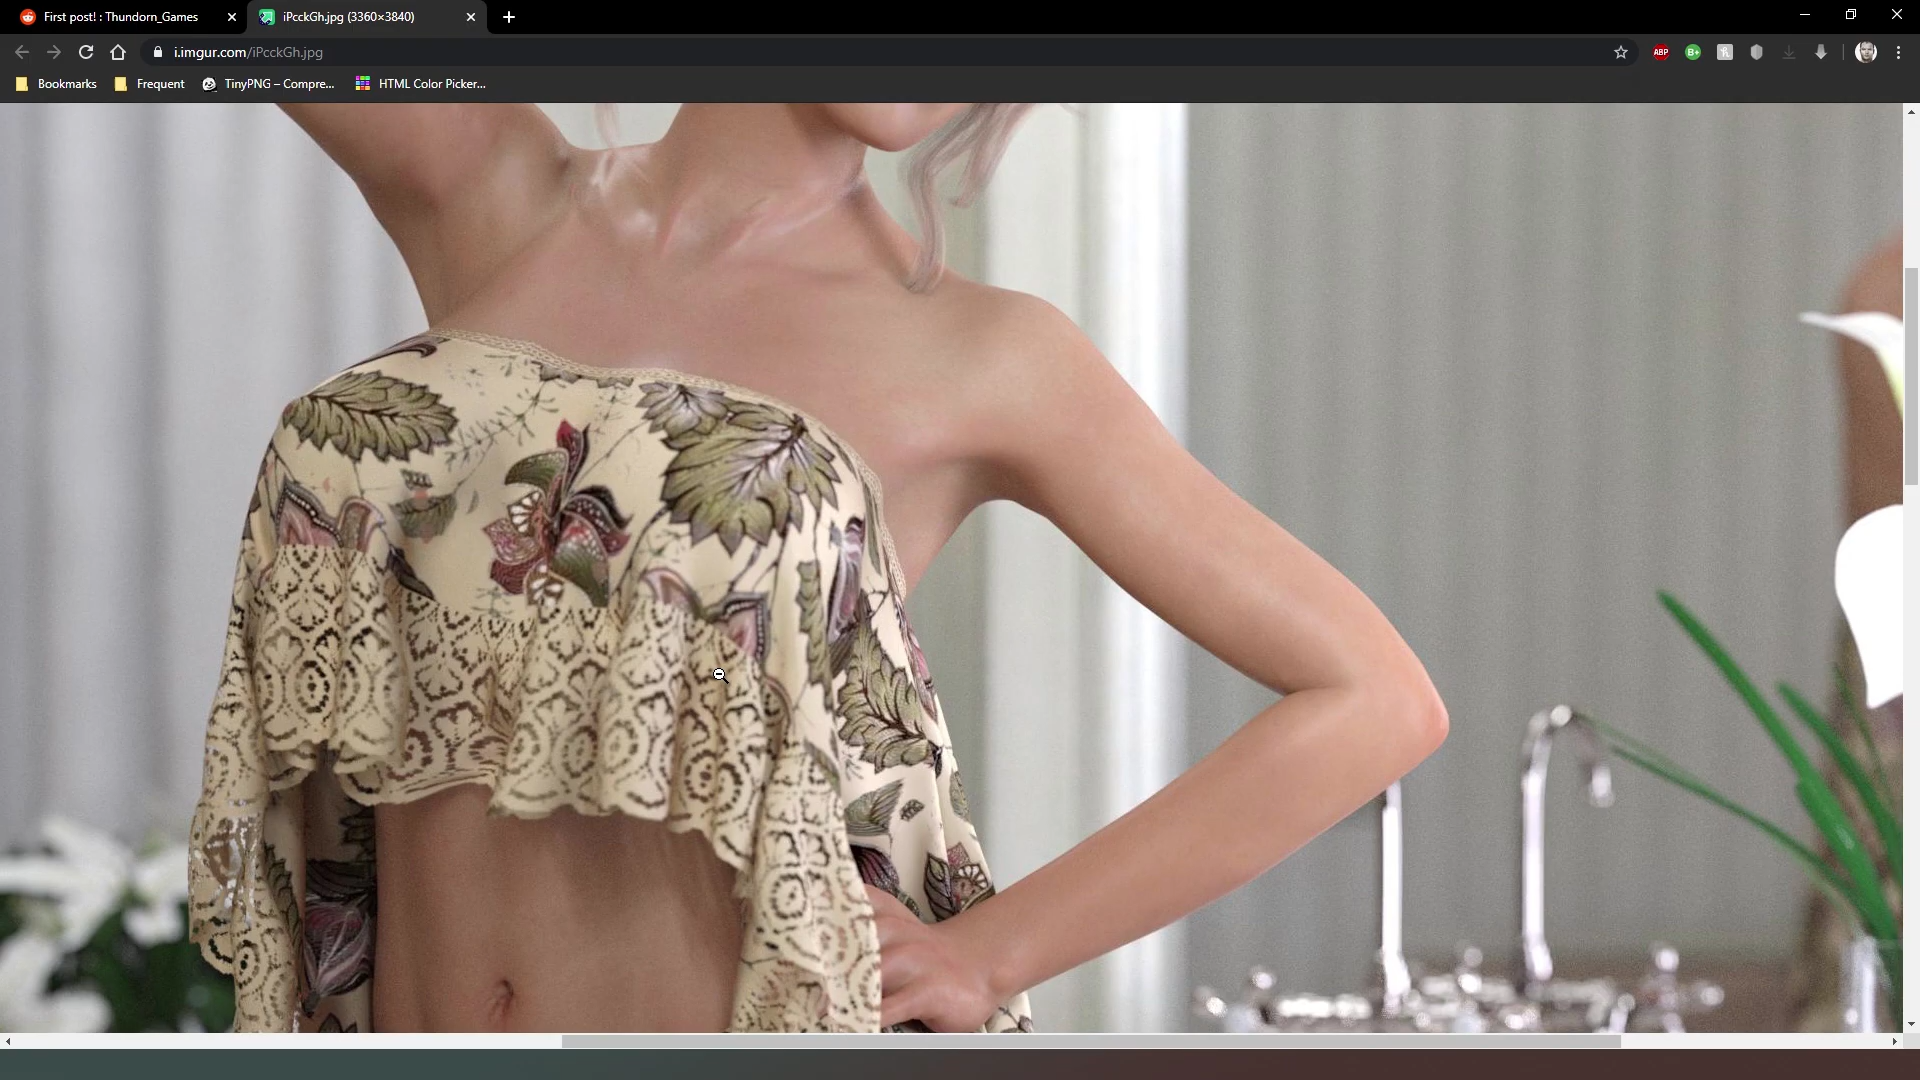 First post! : Thundorn_Games
iPcckGh.jpg (3360×3840)
i.imgur.com/iPcckGh.jpg
ABP
B+
Bookmarks
Frequent
TinyPNG – Compre...
HTML Color Picker...